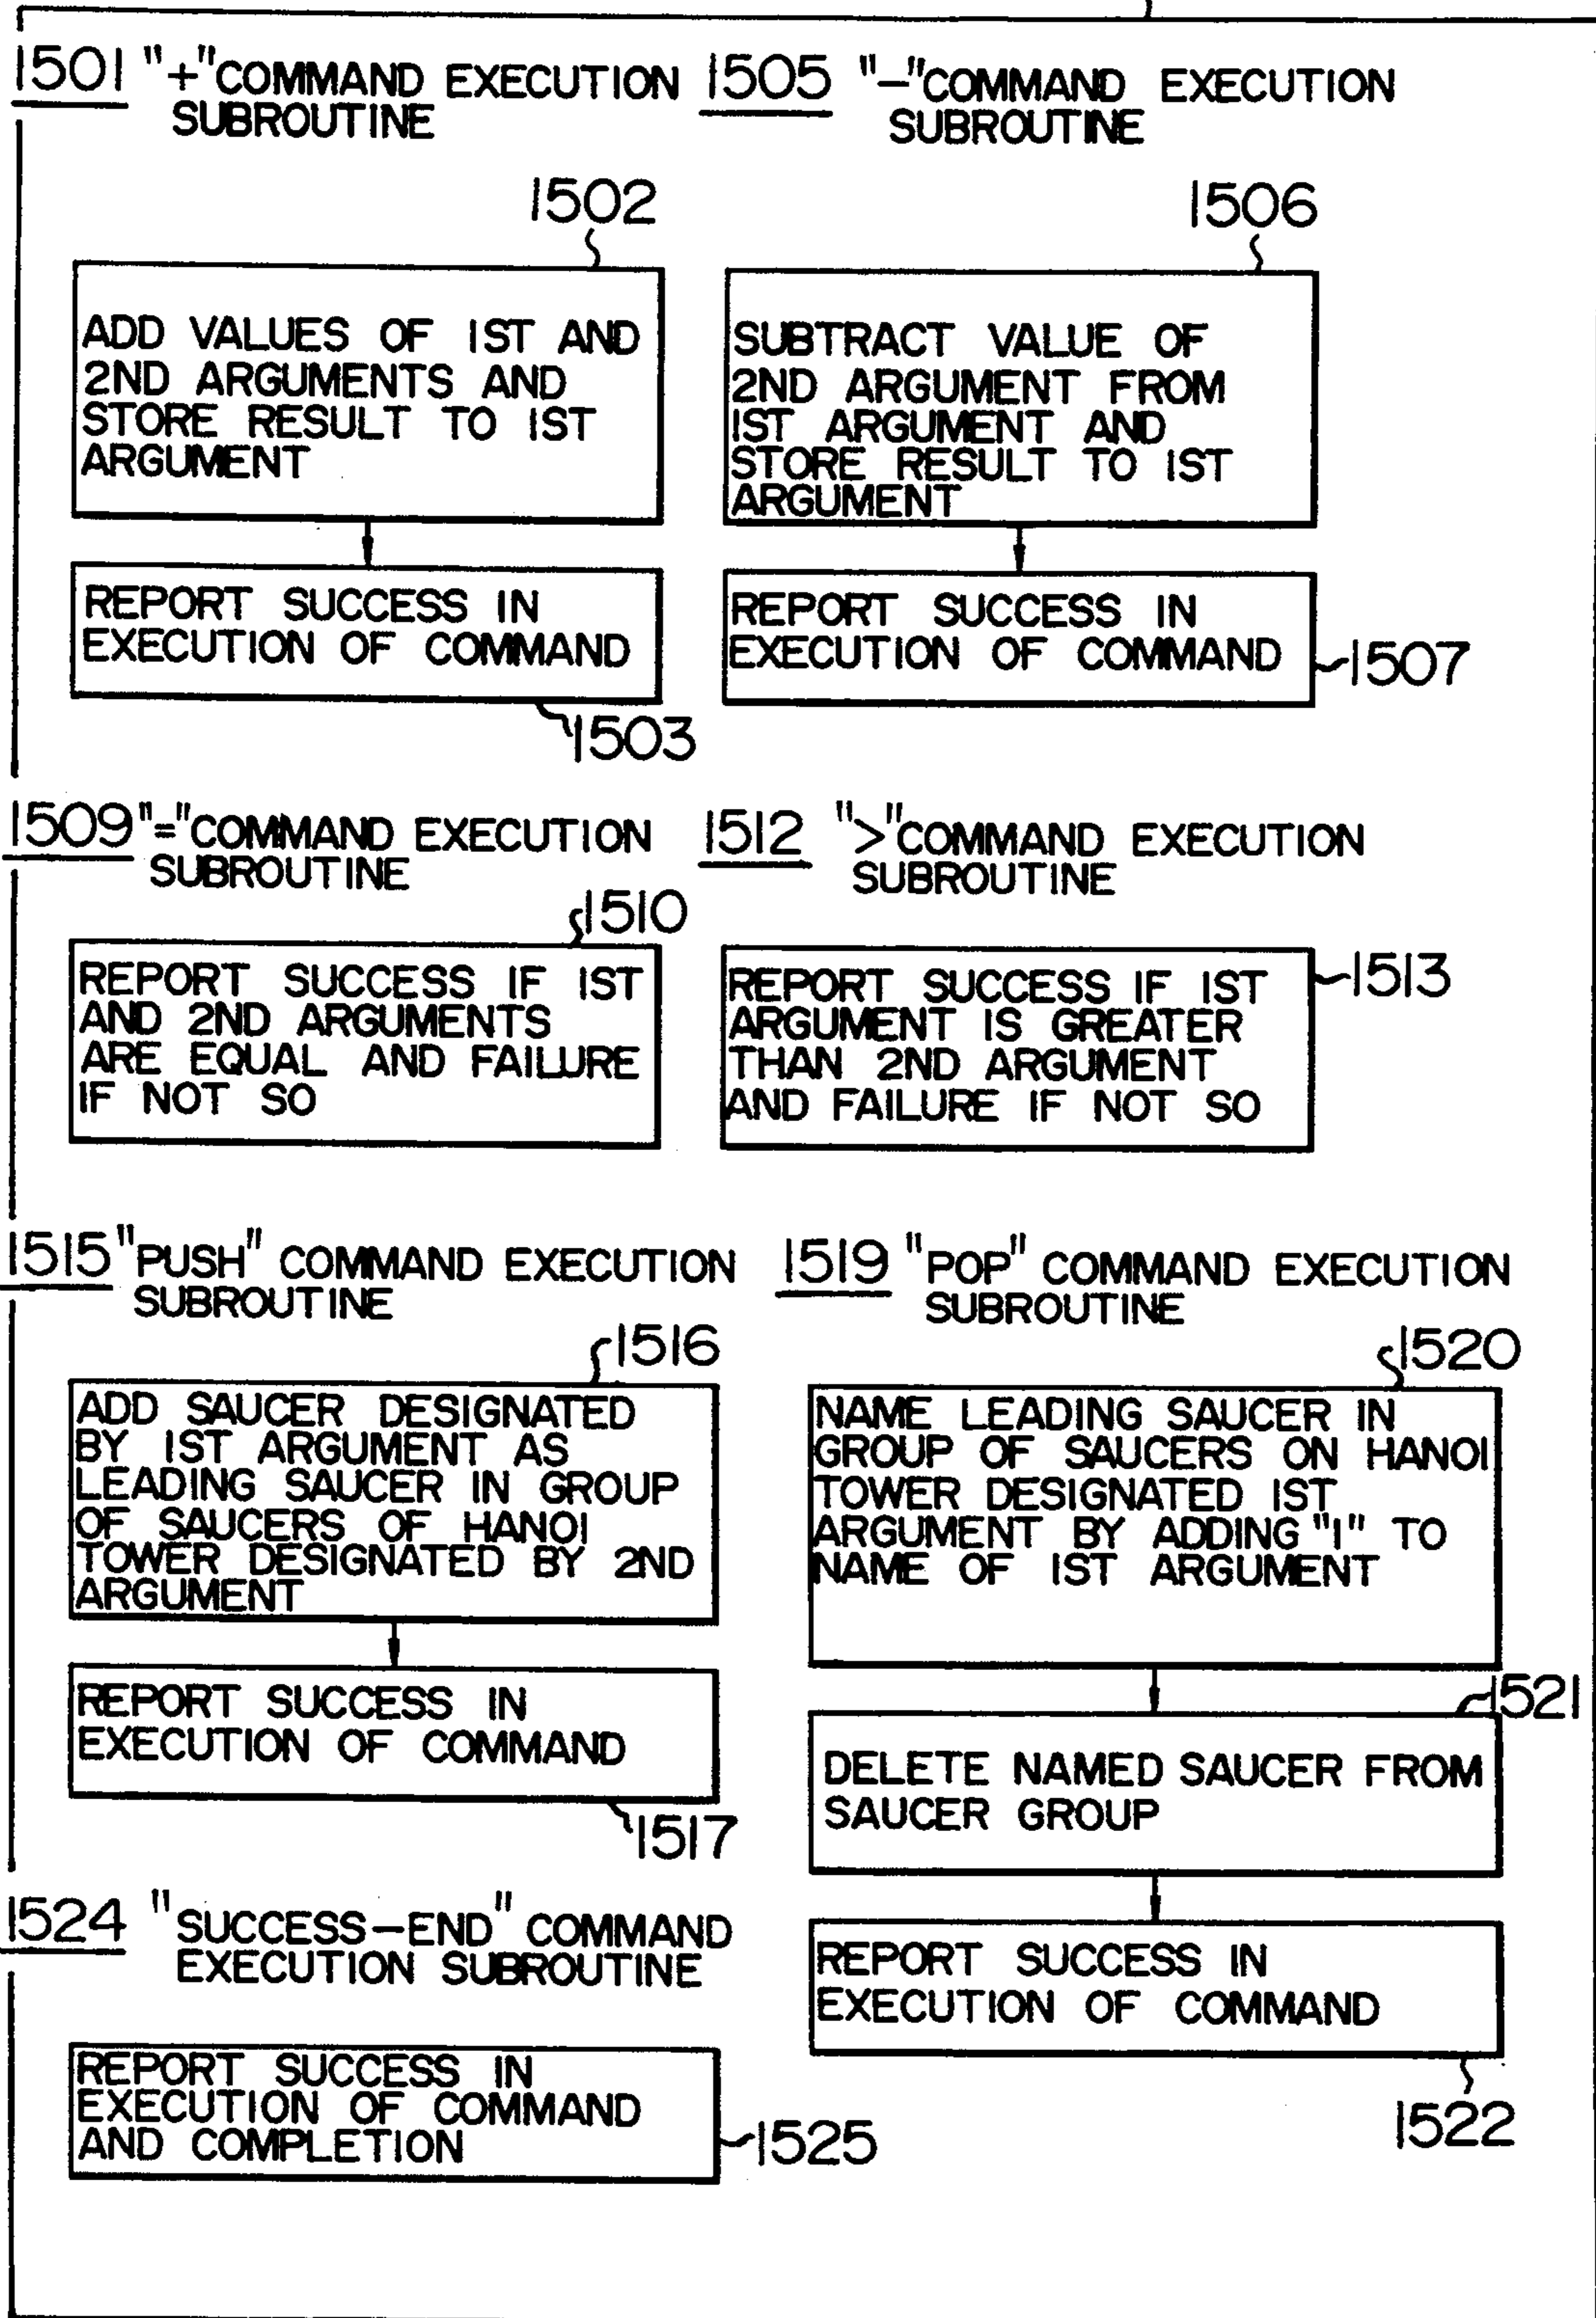 1501 "+"COMMAND EXECUTION
SUBROUTINE
1502
ADD VALUES OF 1ST AND
2ND ARGUMENTS AND
STORE RESULT TO 1ST
ARGUMENT
REPORT SUCCESS IN
EXECUTION OF COMMAND
1503
1505 "-"COMMAND EXECUTION
SUBROUTINE
1506
SUBTRACT VALUE OF
2ND ARGUMENT FROM
1ST ARGUMENT AND
STORE RESULT TO 1ST
ARGUMENT
REPORT SUCCESS IN
EXECUTION OF COMMAND
1507
1509 "="COMMAND EXECUTION
SUBROUTINE
1510
REPORT SUCCESS IF 1ST
AND 2ND ARGUMENTS
ARE EQUAL AND FAILURE
IF NOT SO
1512 ">"COMMAND EXECUTION
SUBROUTINE
1513
REPORT SUCCESS IF 1ST
ARGUMENT IS GREATER
THAN 2ND ARGUMENT
AND FAILURE IF NOT SO
1515 "PUSH" COMMAND EXECUTION
SUBROUTINE
1516
ADD SAUCER DESIGNATED
BY 1ST ARGUMENT AS
LEADING SAUCER IN GROUP
OF SAUCERS OF HANOI
TOWER DESIGNATED BY 2ND
ARGUMENT
REPORT SUCCESS IN
EXECUTION OF COMMAND
1517
1519 "POP" COMMAND EXECUTION
SUBROUTINE
1520
NAME LEADING SAUCER IN
GROUP OF SAUCERS ON HANOI
TOWER DESIGNATED 1ST
ARGUMENT BY ADDING "1" TO
NAME OF 1ST ARGUMENT
1521
DELETE NAMED SAUCER FROM
SAUCER GROUP
REPORT SUCCESS IN
EXECUTION OF COMMAND
1522
1524 "SUCCESS-END" COMMAND
EXECUTION SUBROUTINE
REPORT SUCCESS IN
EXECUTION OF COMMAND
AND COMPLETION
1525